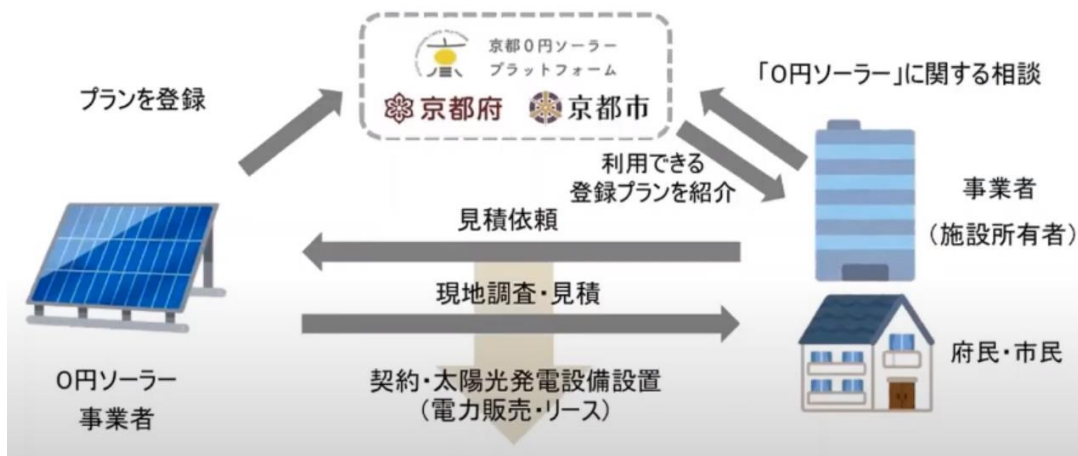 京都0円ソーラー
プラットフォーム
京都府 京都市
プランを登録
「0円ソーラー」に関する相談
利用できる
登録プランを紹介
事業者
(施設所有者)
見積依頼
現地調査・見積
府民・市民
0円ソーラー
事業者
契約・太陽光発電設備設置
(電力販売・リース)